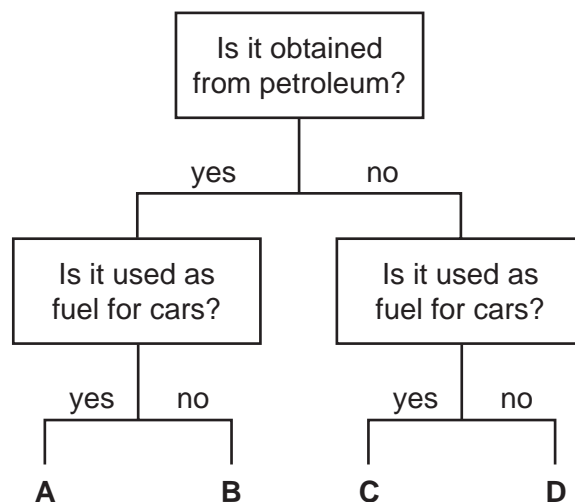 Is it obtained
from petroleum?
yes no
Is it used as
fuel for cars?
Is it used as
fuel for cars?
yes no
yes no
A B C D